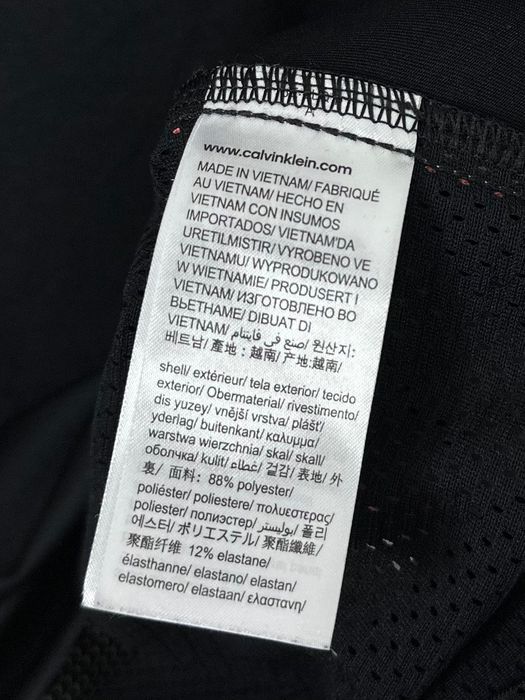 A
www.calvinklein.com
MADE IN VIETNAM/ FABRIQUÉ
AU VIETNAM/ HECHO EN
VIETNAM CON INSUMOS
IMPORTADOS/ VIETNAM'DA
URETILMISTIR/ VYROBENO VE
VIETNAMU/ WYPRODUKOWANO
W WIETNAMIE/ PRODUSERT I
VIETNAM/ ИЗГОТОВЛЕНО ВО
ВЬЕТНАМЕ/ DIBUAT DI
VIETNAM/ صنع في فايتنام/ 원산지:
베트남/ 產地：越南/ 产地:越南/
shell/ extérieur/ tela exterior/ tecido
exterior/ Obermaterial/ rivestimento/
dis yuzey/ vnější vrstva/ plášť/
yderlag/ buitenkant/ καλυμμα/
warstwa wierzchnia/ skal/ skall/
оболочка/ kulit/ غطاء/ 겉감/ 表地/ 外
裏/ 面料: 88% polyester/
poliéster/ poliestere/ πολυεστερας/
poliester/ полиэстер/ بوليستر/ 폴리
에스터/ ポリエステル/ 聚酯纖維/
聚酯纤维 12% elastane/
élasthanne/ elastano/ elastan/
elastomero/ elastaan/ ελαστανη/